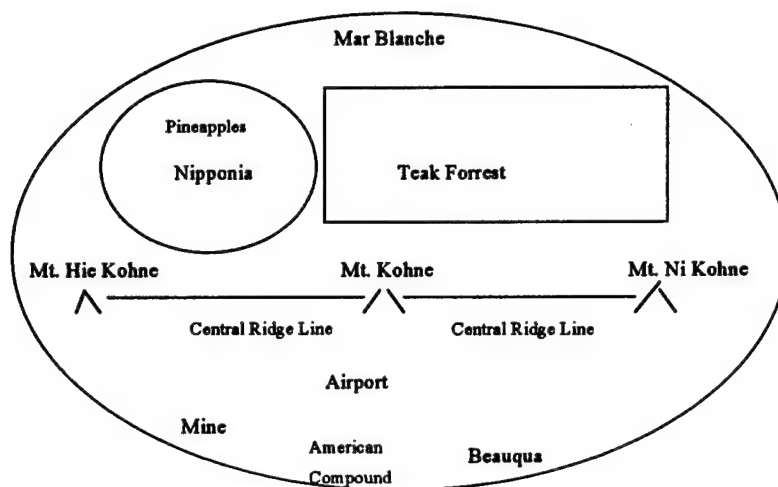 Mar Blanche
Pineapples
Nipponia
Teak Forrest
Mt. Hie Kohne
Mt. Kohne
Mt. Ni Kohne
Central Ridge Line
Central Ridge Line
Airport
Mine
American
Compound
Beauqua